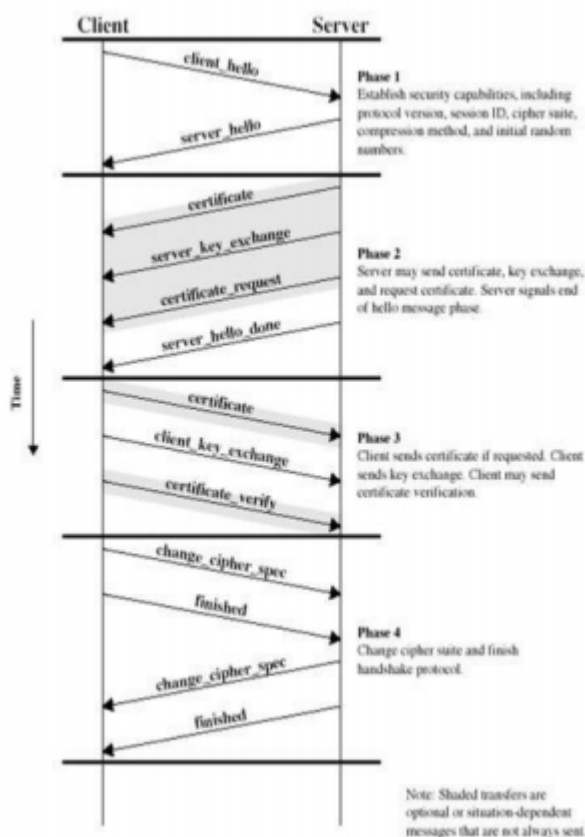 Client
Server
client_hello
server_hello
Phase 1
Establish security capabilities, including
protocol version, session ID, cipher suite,
compression method, and initial random
numbers.
certificate
server_key_exchange
certificate_request
server_hello_done
Phase 2
Server may send certificate, key exchange,
and request certificate. Server signals end
of hello message phase.
Time
certificate
client_key_exchange
certificate_verify
Phase 3
Client sends certificate if requested. Client
sends key exchange. Client may send
certificate verification.
change_cipher_spec
finished
change_cipher_spec
finished
Phase 4
Change cipher suite and finish
handshake protocol.
Note: Shaded transfers are
optional or situation-dependent
messages that are not always sent